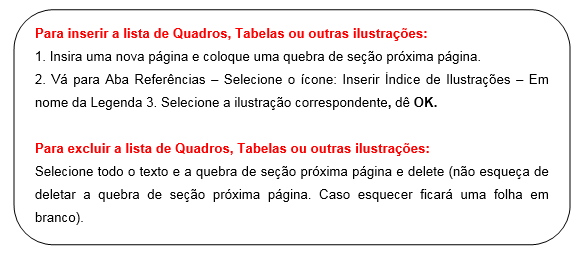 Para inserir a lista de Quadros, Tabelas ou outras ilustrações:
1. Insira uma nova página e coloque uma quebra de seção próxima página.
2. Vá para Aba Referências – Selecione o ícone: Inserir Índice de Ilustrações – Em
nome da Legenda 3. Selecione a ilustração correspondente, dê OK.
Para excluir a lista de Quadros, Tabelas ou outras ilustrações:
Selecione todo o texto e a quebra de seção próxima página e delete (não esqueça de
deletar a quebra de seção próxima página. Caso esquecer ficará uma folha em
branco).